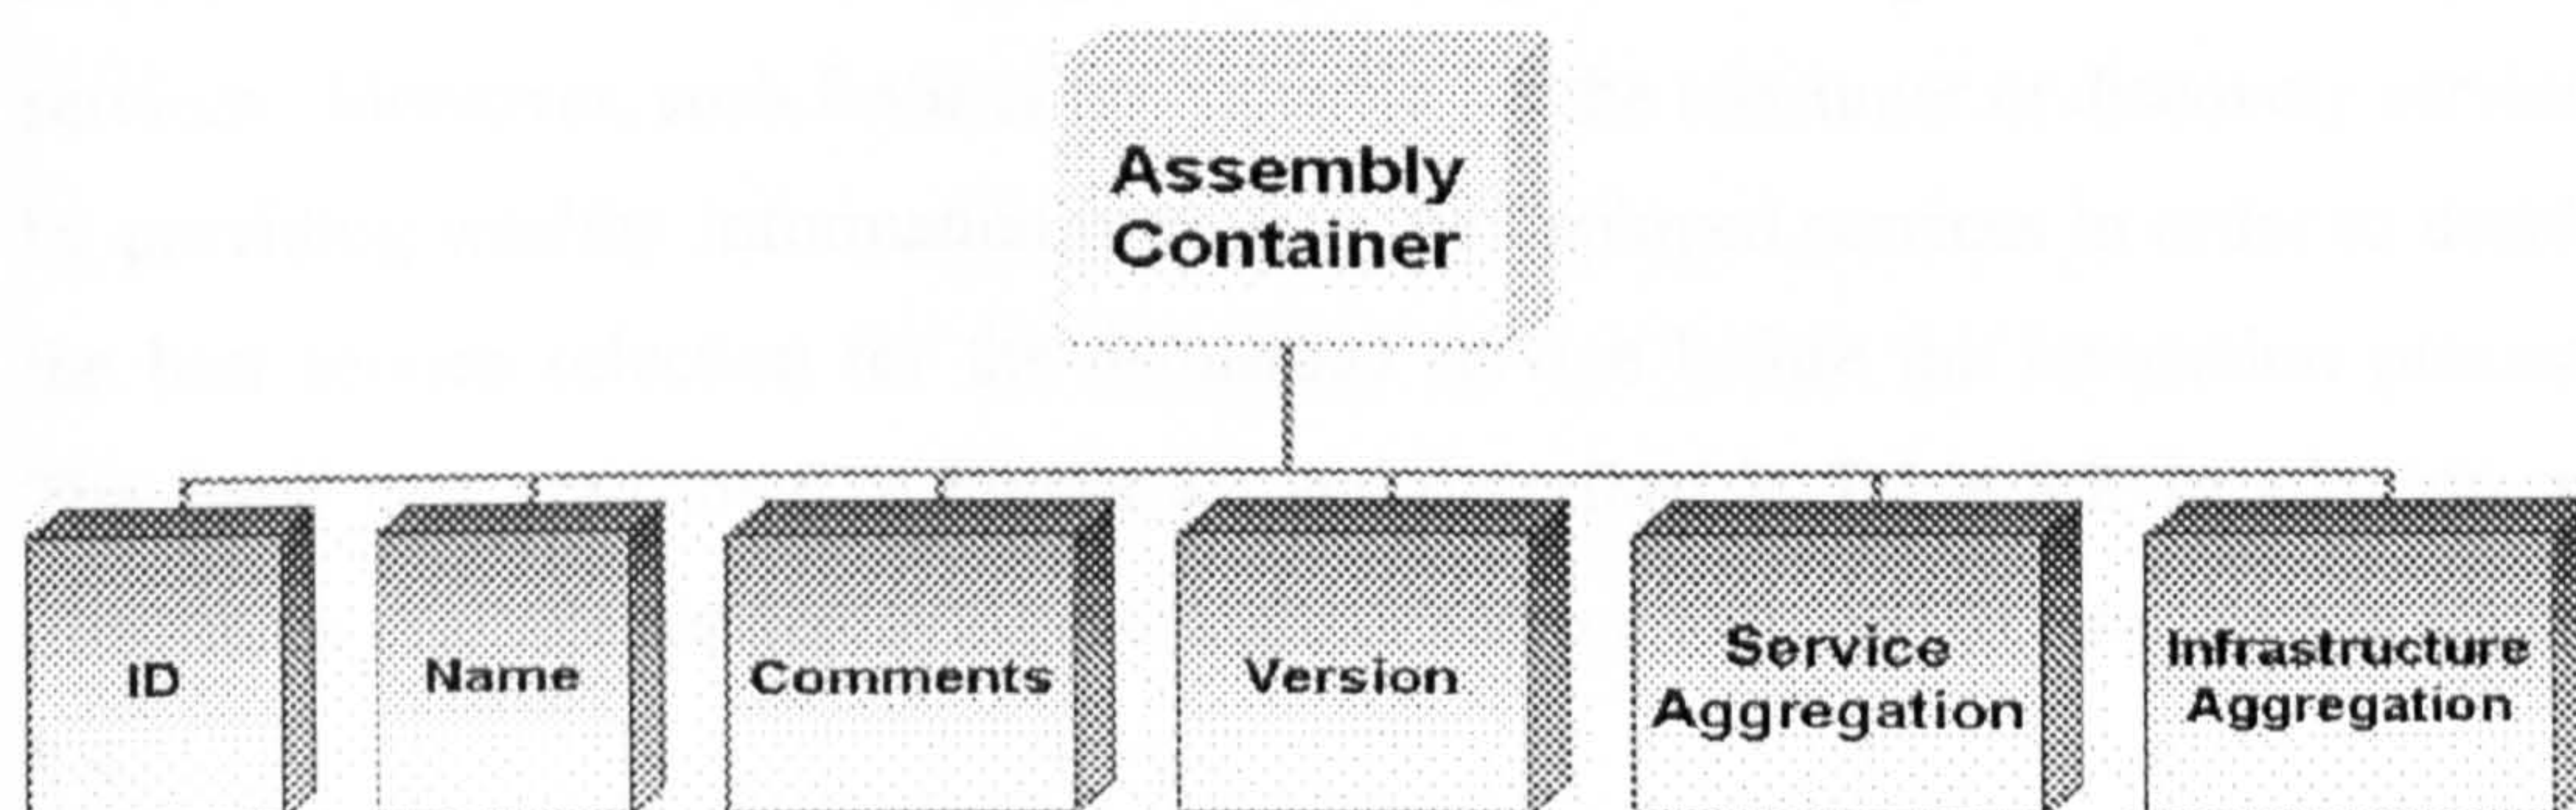 Assembly
Container
ID
Name
Comments
Version
Service
Aggregation
Infrastructure
Aggregation